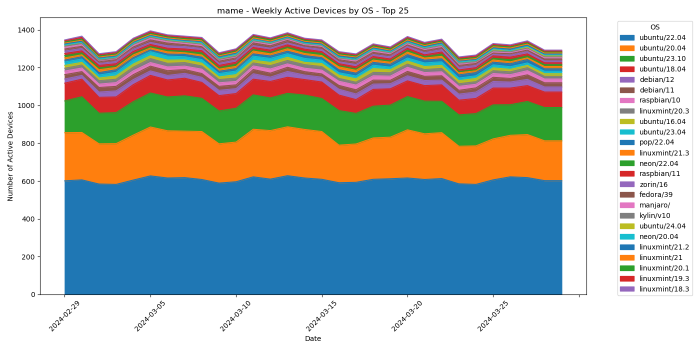 mame - Weekly Active Devices by OS - Top 25
Number of Active Devices
1400
1200
1000
800
600
400
200
0
2024-02-29
2024-03-05
2024-03-10
2024-03-15
2024-03-20
2024-03-25
Date
OS
ubuntu/22.04
ubuntu/20.04
ubuntu/23.10
ubuntu/18.04
debian/12
debian/11
raspbian/10
linuxmint/20.3
ubuntu/16.04
ubuntu/23.04
pop/22.04
linuxmint/21.3
neon/22.04
raspbian/11
zorin/16
fedora/39
manjaro/
kylin/v10
ubuntu/24.04
neon/20.04
linuxmint/21.2
linuxmint/21
linuxmint/20.1
linuxmint/19.3
linuxmint/18.3